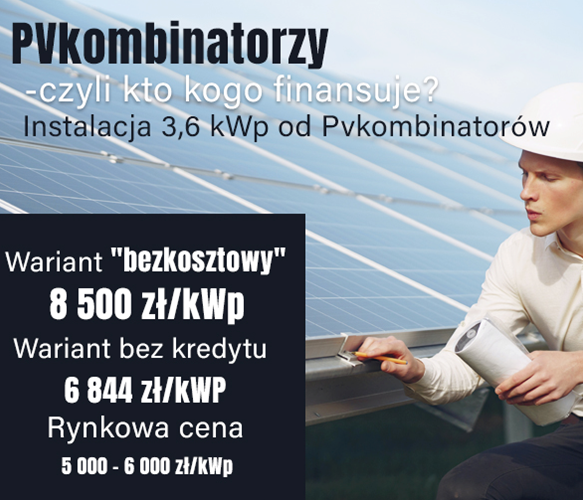 PVkombinatorzy
-czyli kto kogo finansuje?
Instalacja 3,6 kWp od Pvkombinatorów
Wariant "bezkosztowy"
8 500 zł/kWp
Wariant bez kredytu
6 844 zł/kWP
Rynkowa cena
5 000 - 6 000 zł/kWp